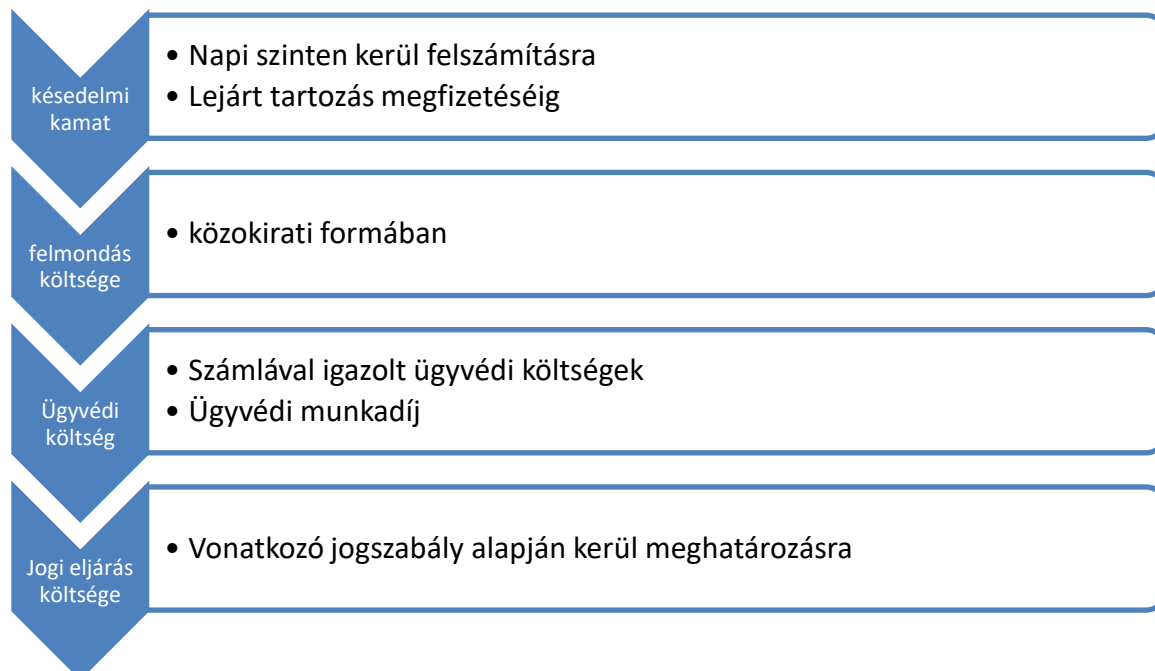 késedelmi
kamat
• Napi szinten kerül felszámításra
• Lejárt tartozás megfizetéséig
felmondás
költsége
• közokirati formában
Ügyvédi
költség
• Számlával igazolt ügyvédi költségek
• Ügyvédi munkadíj
Jogi eljárás
költsége
• Vonatkozó jogszabály alapján kerül meghatározásra